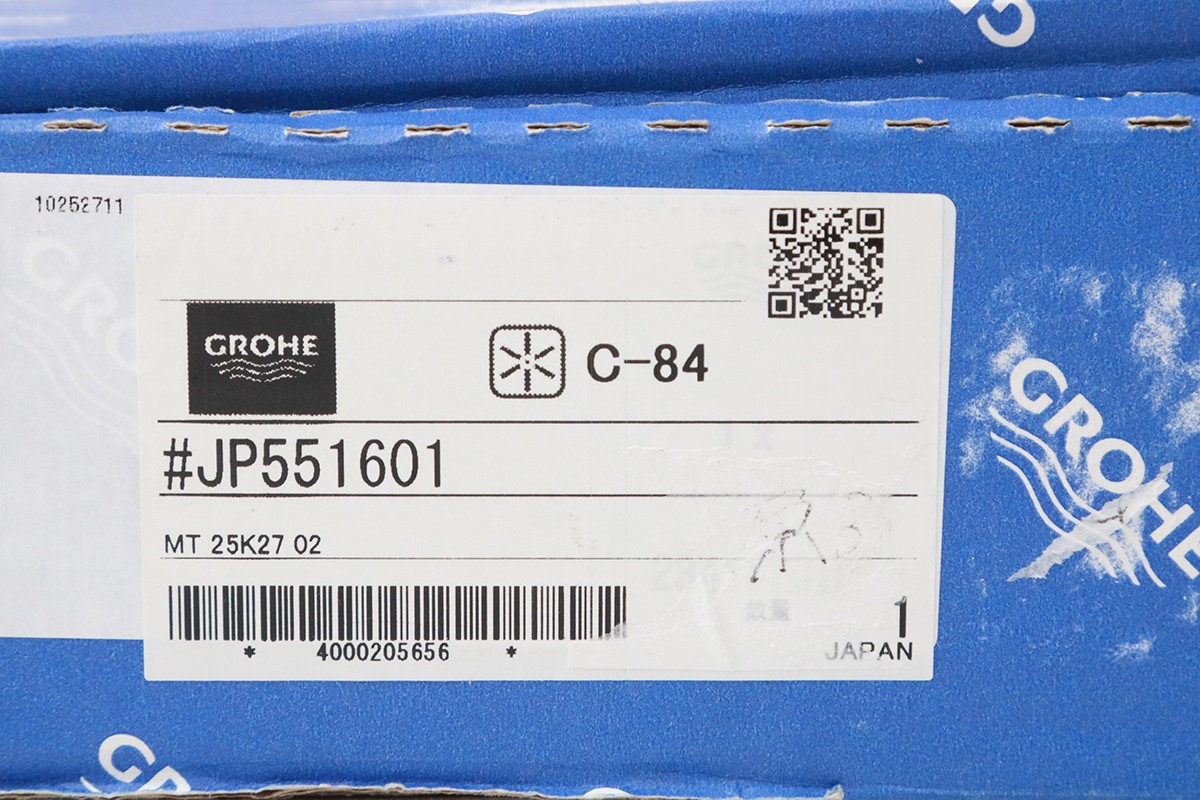 10252711
GROHE
C-84
#JP551601
MT 25K27 02
* 4000205656 *
数量
1
JAPAN
GROHE